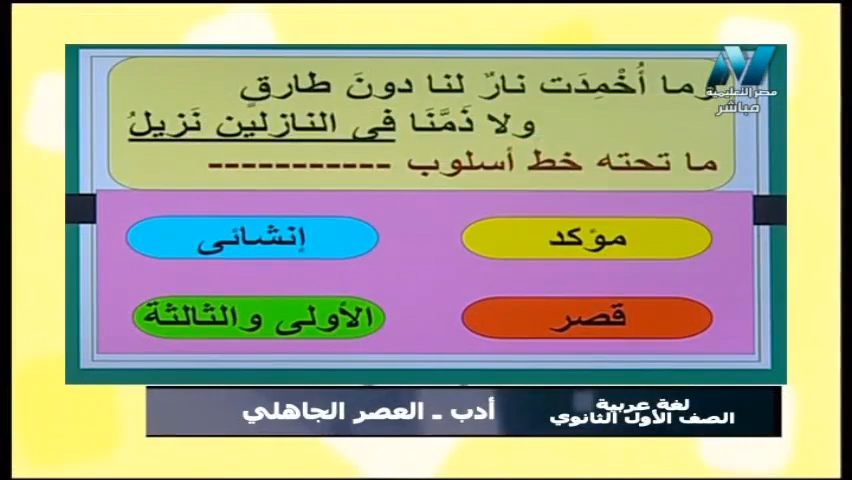 وما أُخْمِدَت نارٌ لنا دونَ طارقٍ
ولا ذَمَّنَا فى النازلين نَزيلُ
ما تحته خط أسلوب -----------
مؤكد
إنشائى
قصر
الأولى والثالثة
مصر التعليمية
مباشر
لغة عربية
الصف الأول الثانوي
أدب ـ العصر الجاهلي